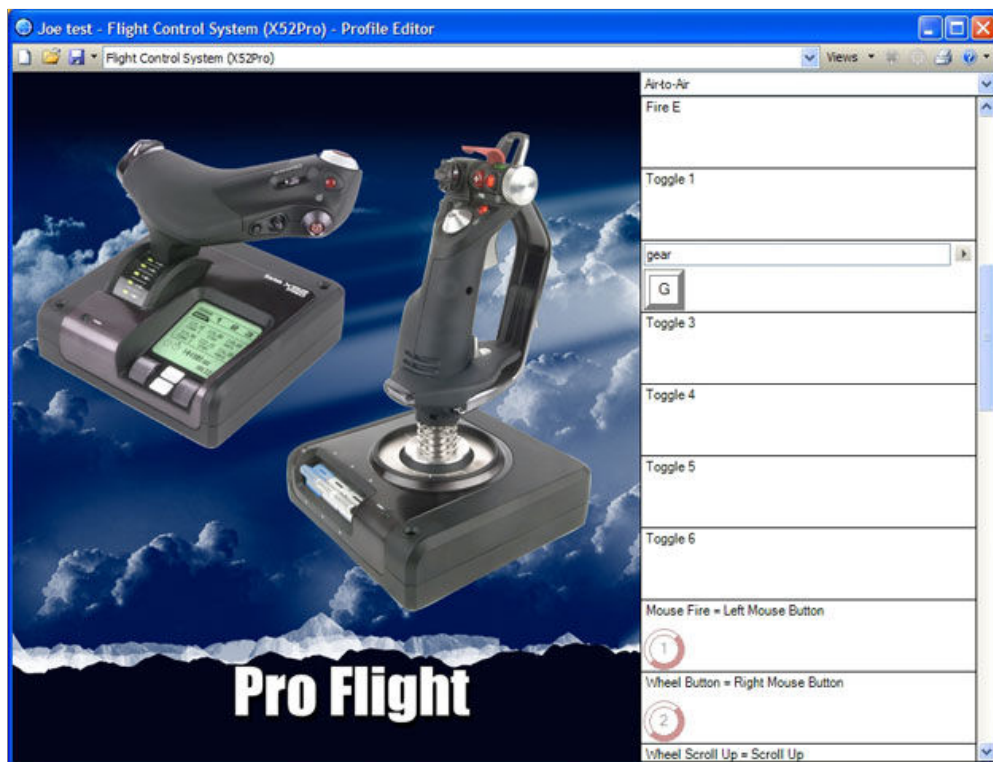 Joe test - Flight Control System (X52Pro) - Profile Editor
Flight Control System (X52Pro)
Views
Air-to-Air
Fire E
Toggle 1
gear
G
Toggle 3
Toggle 4
Toggle 5
Toggle 6
Mouse Fire = Left Mouse Button
1
Wheel Button = Right Mouse Button
2
Wheel Scroll Up = Scroll Up
Pro Flight